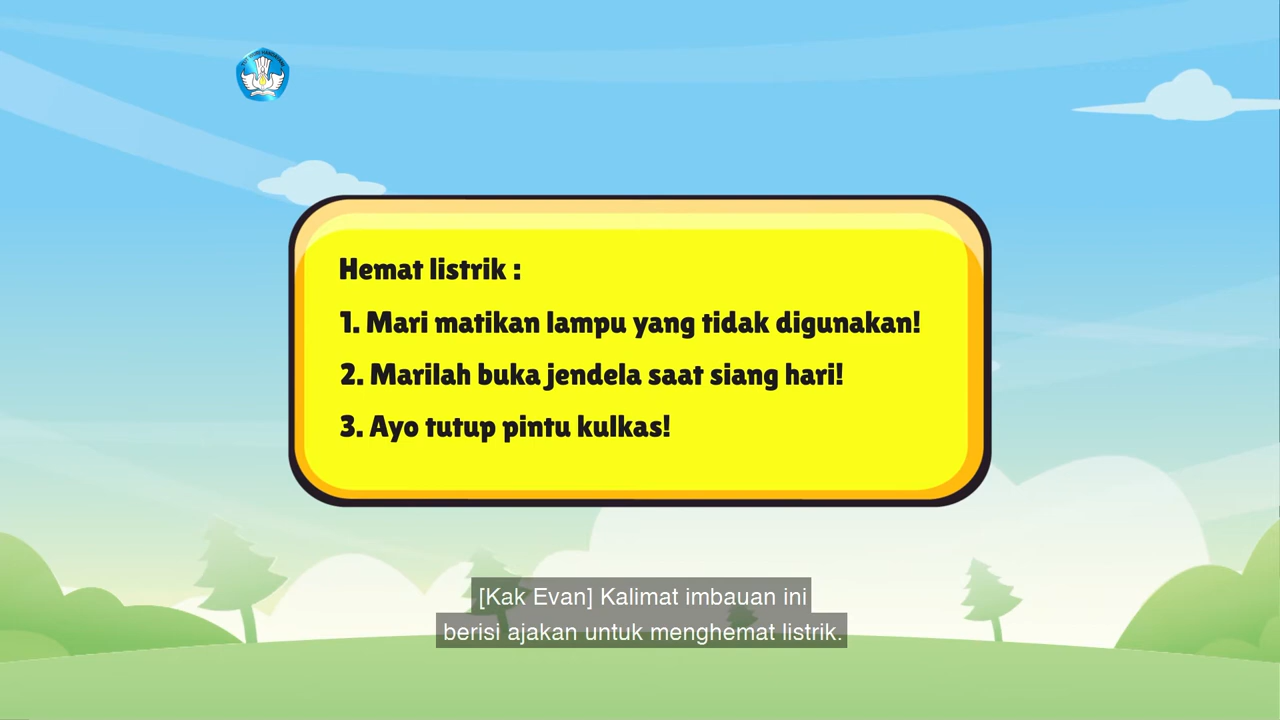 Hemat listrik :
1. Mari matikan lampu yang tidak digunakan!
2. Marilah buka jendela saat siang hari!
3. Ayo tutup pintu kulkas!
[Kak Evan] Kalimat imbauan ini
berisi ajakan untuk menghemat listrik.